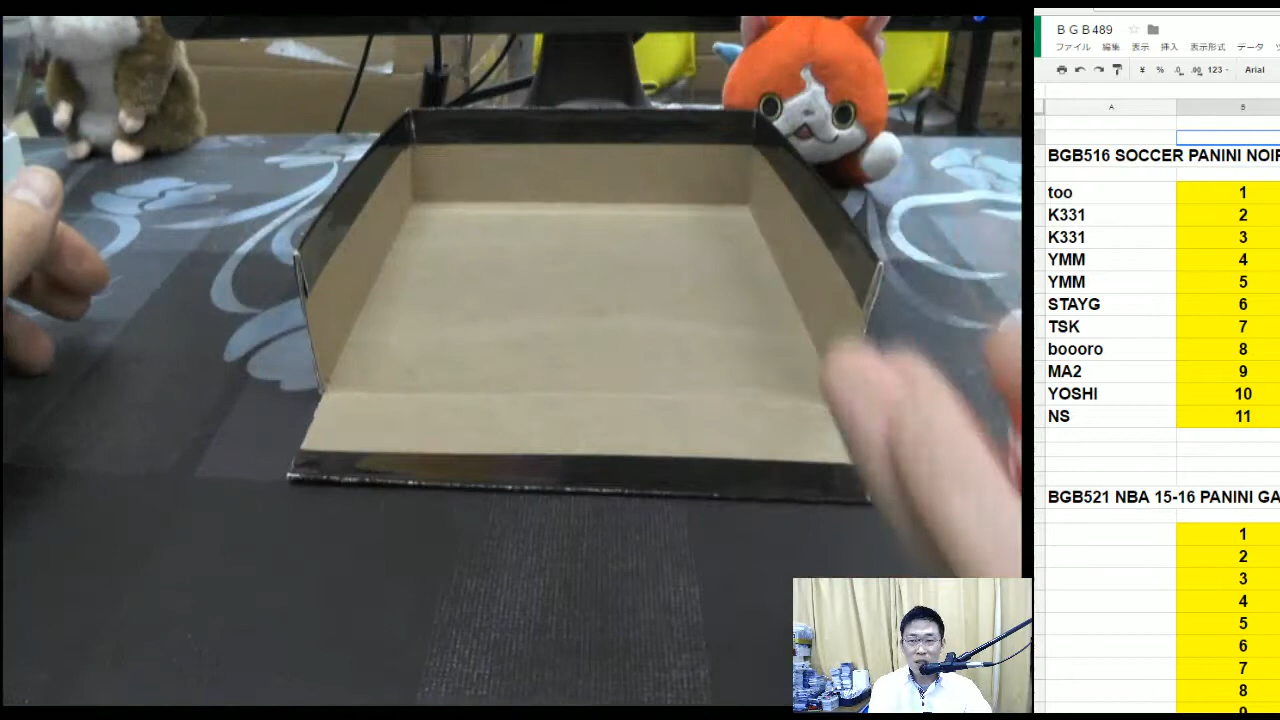 ＢＧＢ489
ファイル 編集 表示 挿入 表示形式 データ
¥ % .0 .00 123 Arial
A B
BGB516 SOCCER PANINI NOIR
too 1
K331 2
K331 3
YMM 4
YMM 5
STAYG 6
TSK 7
boooro 8
MA2 9
YOSHI 10
NS 11
BGB521 NBA 15-16 PANINI GA
1
2
3
4
5
6
7
8
9